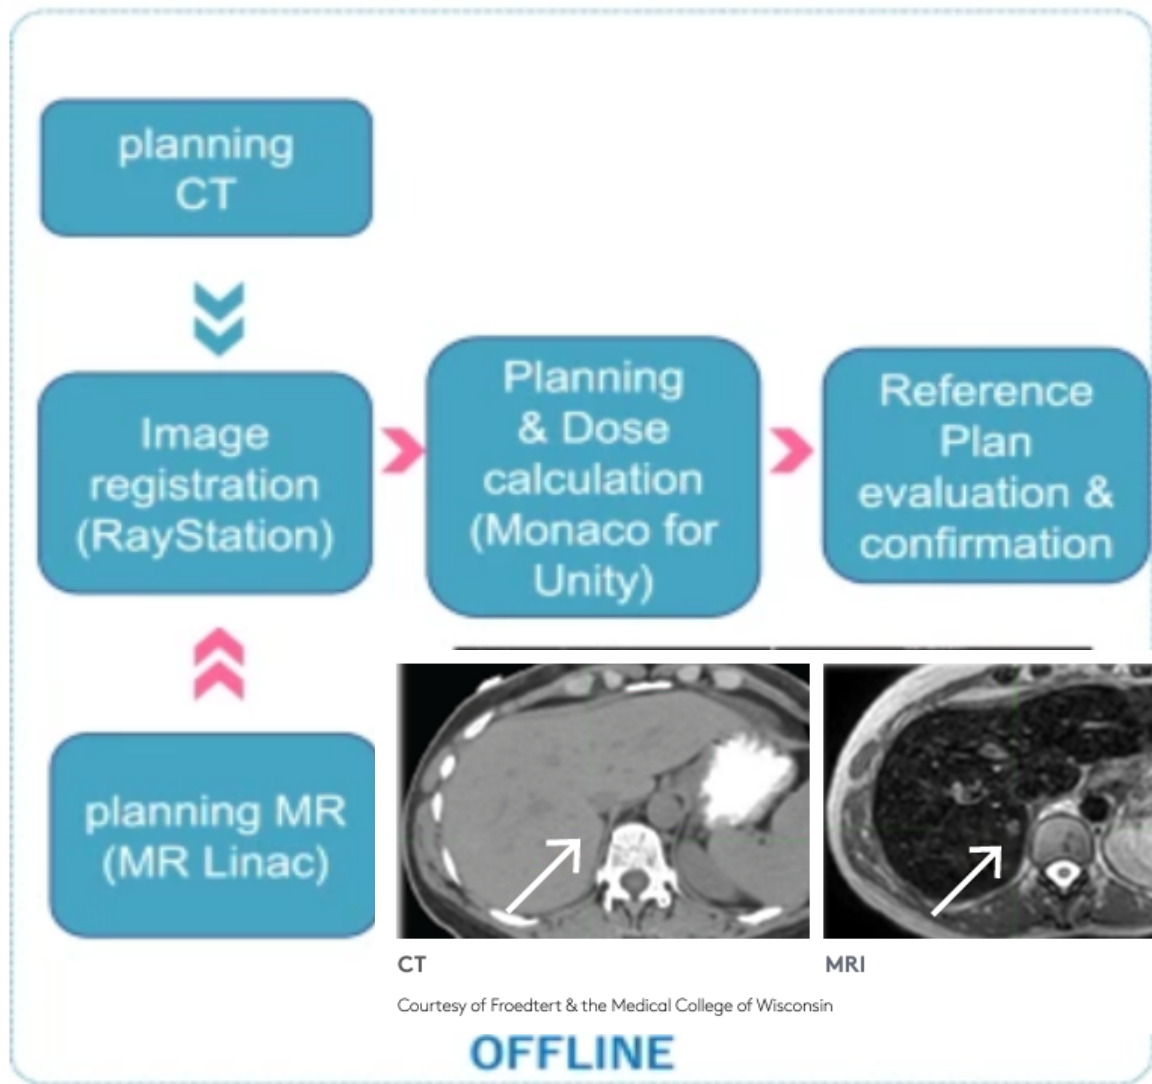 planning
CT
Image
registration
(RayStation)
Planning
& Dose
calculation
(Monaco for
Unity)
Reference
Plan
evaluation &
confirmation
planning MR
(MR Linac)
CT
MRI
Courtesy of Froedtert & the Medical College of Wisconsin
OFFLINE